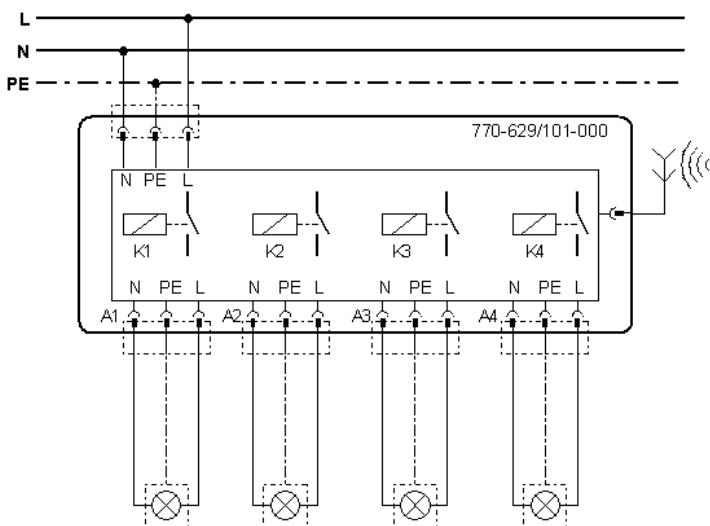 L
N
PE
770-629/101-000
N PE L
K1 K2 K3 K4
N PE L N PE L N PE L N PE L
A1 A2 A3 A4